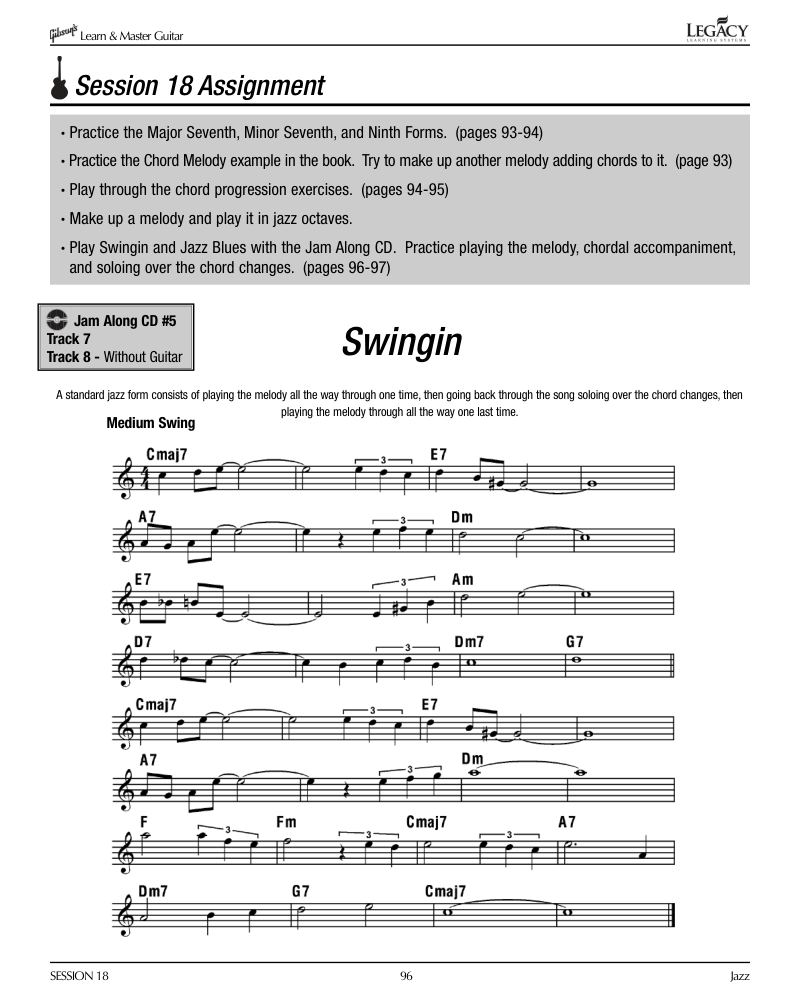 Gibson's Learn & Master Guitar
LEGACY
LEARNING SYSTEMS
Session 18 Assignment
• Practice the Major Seventh, Minor Seventh, and Ninth Forms. (pages 93-94)
• Practice the Chord Melody example in the book. Try to make up another melody adding chords to it. (page 93)
• Play through the chord progression exercises. (pages 94-95)
• Make up a melody and play it in jazz octaves.
• Play Swingin and Jazz Blues with the Jam Along CD. Practice playing the melody, chordal accompaniment,
and soloing over the chord changes. (pages 96-97)
Jam Along CD #5
Track 7
Track 8 - Without Guitar
Swingin
A standard jazz form consists of playing the melody all the way through one time, then going back through the song soloing over the chord changes, then
playing the melody through all the way one last time.
Medium Swing
Cmaj7 3 E7
4
4
A7 3 Dm
E7 3 Am
D7 3 Dm7 G7
Cmaj7 3 E7
A7 3 Dm
F 3 Fm 3 Cmaj7 3 A7
Dm7 G7 Cmaj7
SESSION 18 96 Jazz